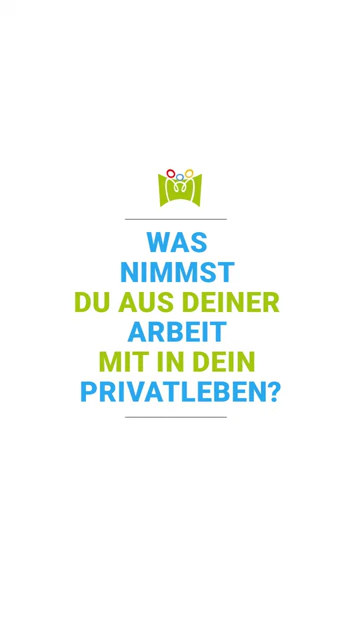 WAS
NIMMST
DU AUS DEINER
ARBEIT
MIT IN DEIN
PRIVATLEBEN?